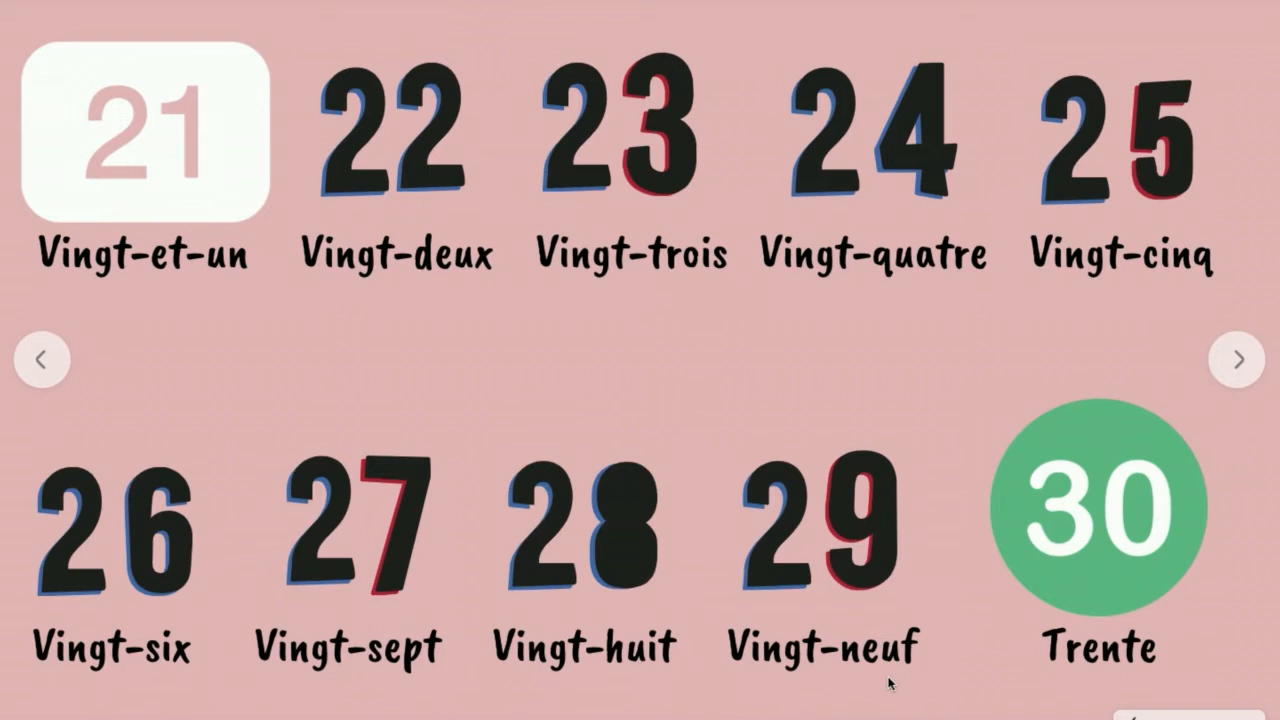 21 22 23 24 25
Vingt-et-un Vingt-deux Vingt-trois Vingt-quatre Vingt-cinq
26 27 28 29 30
Vingt-six Vingt-sept Vingt-huit Vingt-neuf Trente